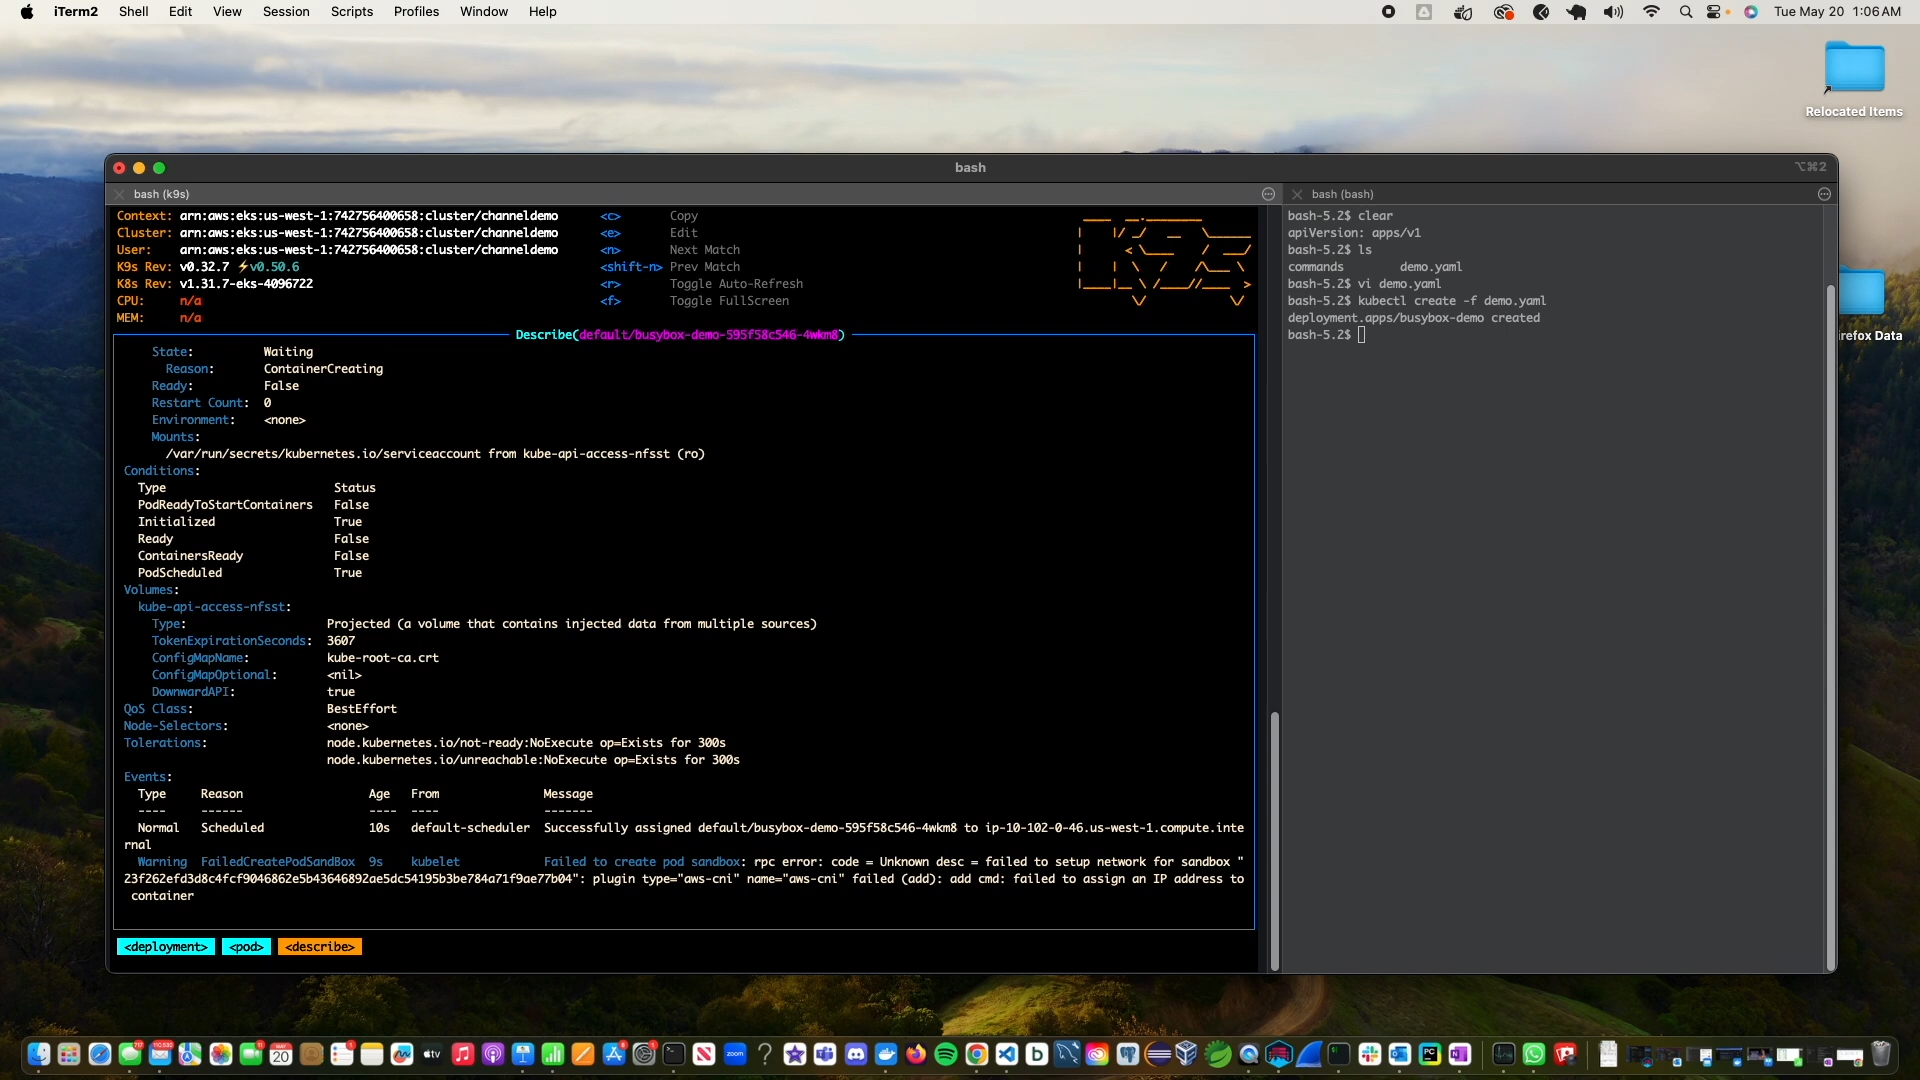 iTerm2 Shell Edit View Session Scripts Profiles Window Help Tue May 20 1:06 AM
Relocated Items
bash ⌥⌘2
bash (k9s)
Context: arn:aws:eks:us-west-1:742756400658:cluster/channeldemo <c> Copy
Cluster: arn:aws:eks:us-west-1:742756400658:cluster/channeldemo <e> Edit
User: arn:aws:eks:us-west-1:742756400658:cluster/channeldemo <n> Next Match
K9s Rev: v0.32.7 ⚡v0.50.6 <shift-n> Prev Match
K8s Rev: v1.31.7-eks-4096722 <r> Toggle Auto-Refresh
CPU: n/a <f> Toggle FullScreen
MEM: n/a
Describe(default/busybox-demo-595f58c546-4wkm8)
State: Waiting
Reason: ContainerCreating
Ready: False
Restart Count: 0
Environment: <none>
Mounts:
/var/run/secrets/kubernetes.io/serviceaccount from kube-api-access-nfsst (ro)
Conditions:
Type Status
PodReadyToStartContainers False
Initialized True
Ready False
ContainersReady False
PodScheduled True
Volumes:
kube-api-access-nfsst:
Type: Projected (a volume that contains injected data from multiple sources)
TokenExpirationSeconds: 3607
ConfigMapName: kube-root-ca.crt
ConfigMapOptional: <nil>
DownwardAPI: true
QoS Class: BestEffort
Node-Selectors: <none>
Tolerations: node.kubernetes.io/not-ready:NoExecute op=Exists for 300s
node.kubernetes.io/unreachable:NoExecute op=Exists for 300s
Events:
Type Reason Age From Message
---- ------ ---- ---- -------
Normal Scheduled 10s default-scheduler Successfully assigned default/busybox-demo-595f58c546-4wkm8 to ip-10-102-0-46.us-west-1.compute.inte
rnal
Warning FailedCreatePodSandBox 9s kubelet Failed to create pod sandbox: rpc error: code = Unknown desc = failed to setup network for sandbox "
23f262efd3d8c4fcf9046862e5b43646892ae5dc54195b3be784a71f9ae77b04": plugin type="aws-cni" name="aws-cni" failed (add): add cmd: failed to assign an IP address to
container
<deployment> <pod> <describe>
bash (bash)
bash-5.2$ clear
apiVersion: apps/v1
bash-5.2$ ls
commands demo.yaml
bash-5.2$ vi demo.yaml
bash-5.2$ kubectl create -f demo.yaml
deployment.apps/busybox-demo created
bash-5.2$
irefox Data